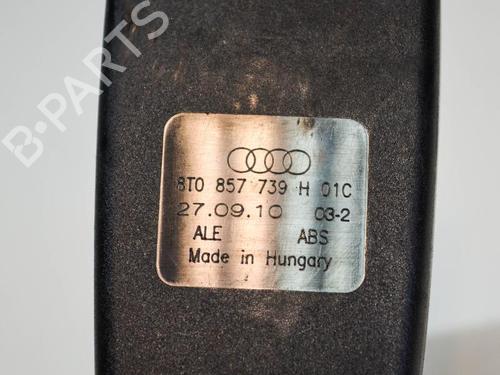 B-PARTS
8T0 857 739 H 01C
27.09.10 03-2
ALE ABS
Made in Hungary